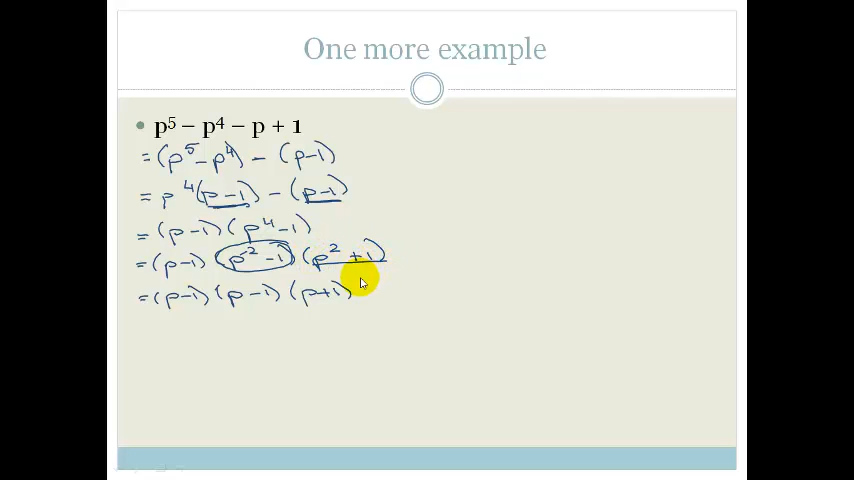 One more example
p⁵ – p⁴ – p + 1
= (p⁵ – p⁴) – (p–1)
= p⁴(p–1) – (p–1)
= (p–1) (p⁴–1)
= (p–1) (p²–1) (p²+1)
= (p–1) (p–1) (p+1)